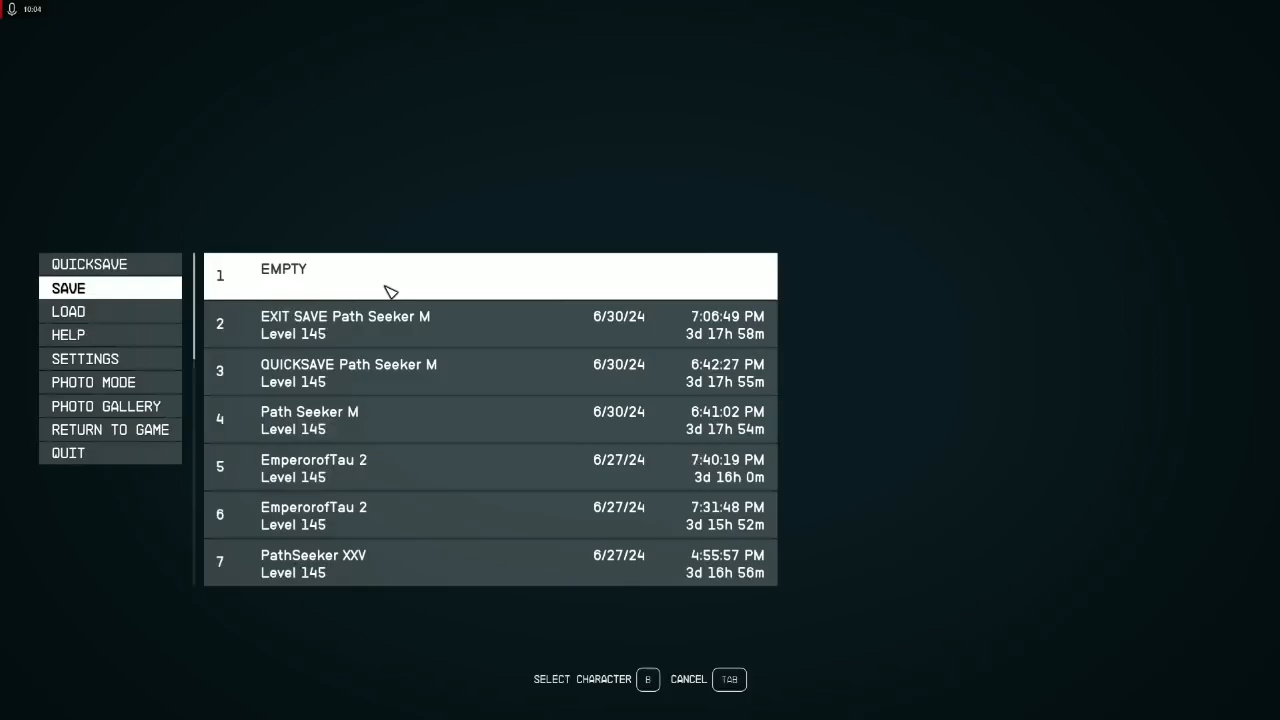 10:04
QUICKSAVE
SAVE
LOAD
HELP
SETTINGS
PHOTO MODE
PHOTO GALLERY
RETURN TO GAME
QUIT
1 EMPTY
2 EXIT SAVE Path Seeker M 6/30/24 7:06:49 PM
Level 145 3d 17h 58m
3 QUICKSAVE Path Seeker M 6/30/24 6:42:27 PM
Level 145 3d 17h 55m
4 Path Seeker M 6/30/24 6:41:02 PM
Level 145 3d 17h 54m
5 EmperorofTau 2 6/27/24 7:40:19 PM
Level 145 3d 16h 0m
6 EmperorofTau 2 6/27/24 7:31:48 PM
Level 145 3d 15h 52m
7 PathSeeker XXV 6/27/24 4:55:57 PM
Level 145 3d 16h 56m
SELECT CHARACTER B CANCEL TAB